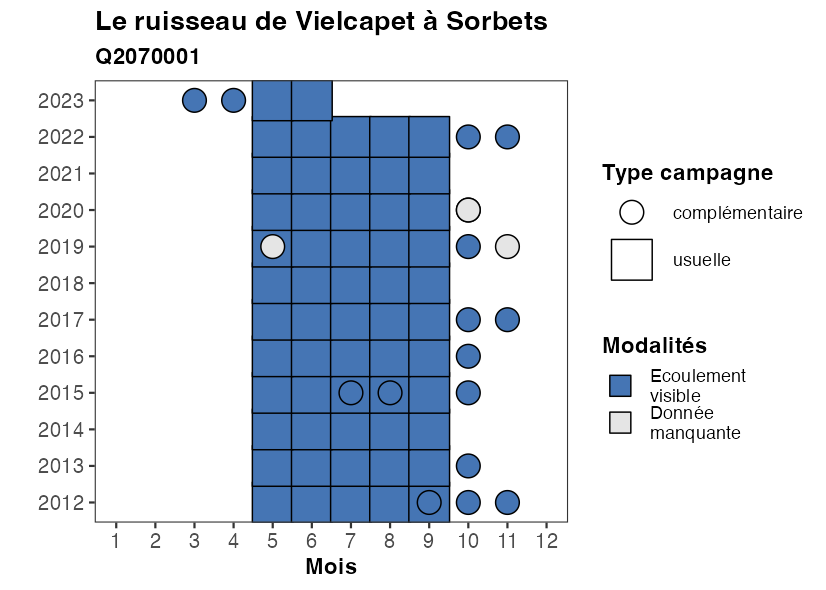 Le ruisseau de Vielcapet à Sorbets
Q2070001
2023
2022
2021
2020
2019
2018
2017
2016
2015
2014
2013
2012
1 2 3 4 5 6 7 8 9 10 11 12
Mois
Type campagne
complémentaire
usuelle
Modalités
Ecoulement
visible
Donnée
manquante